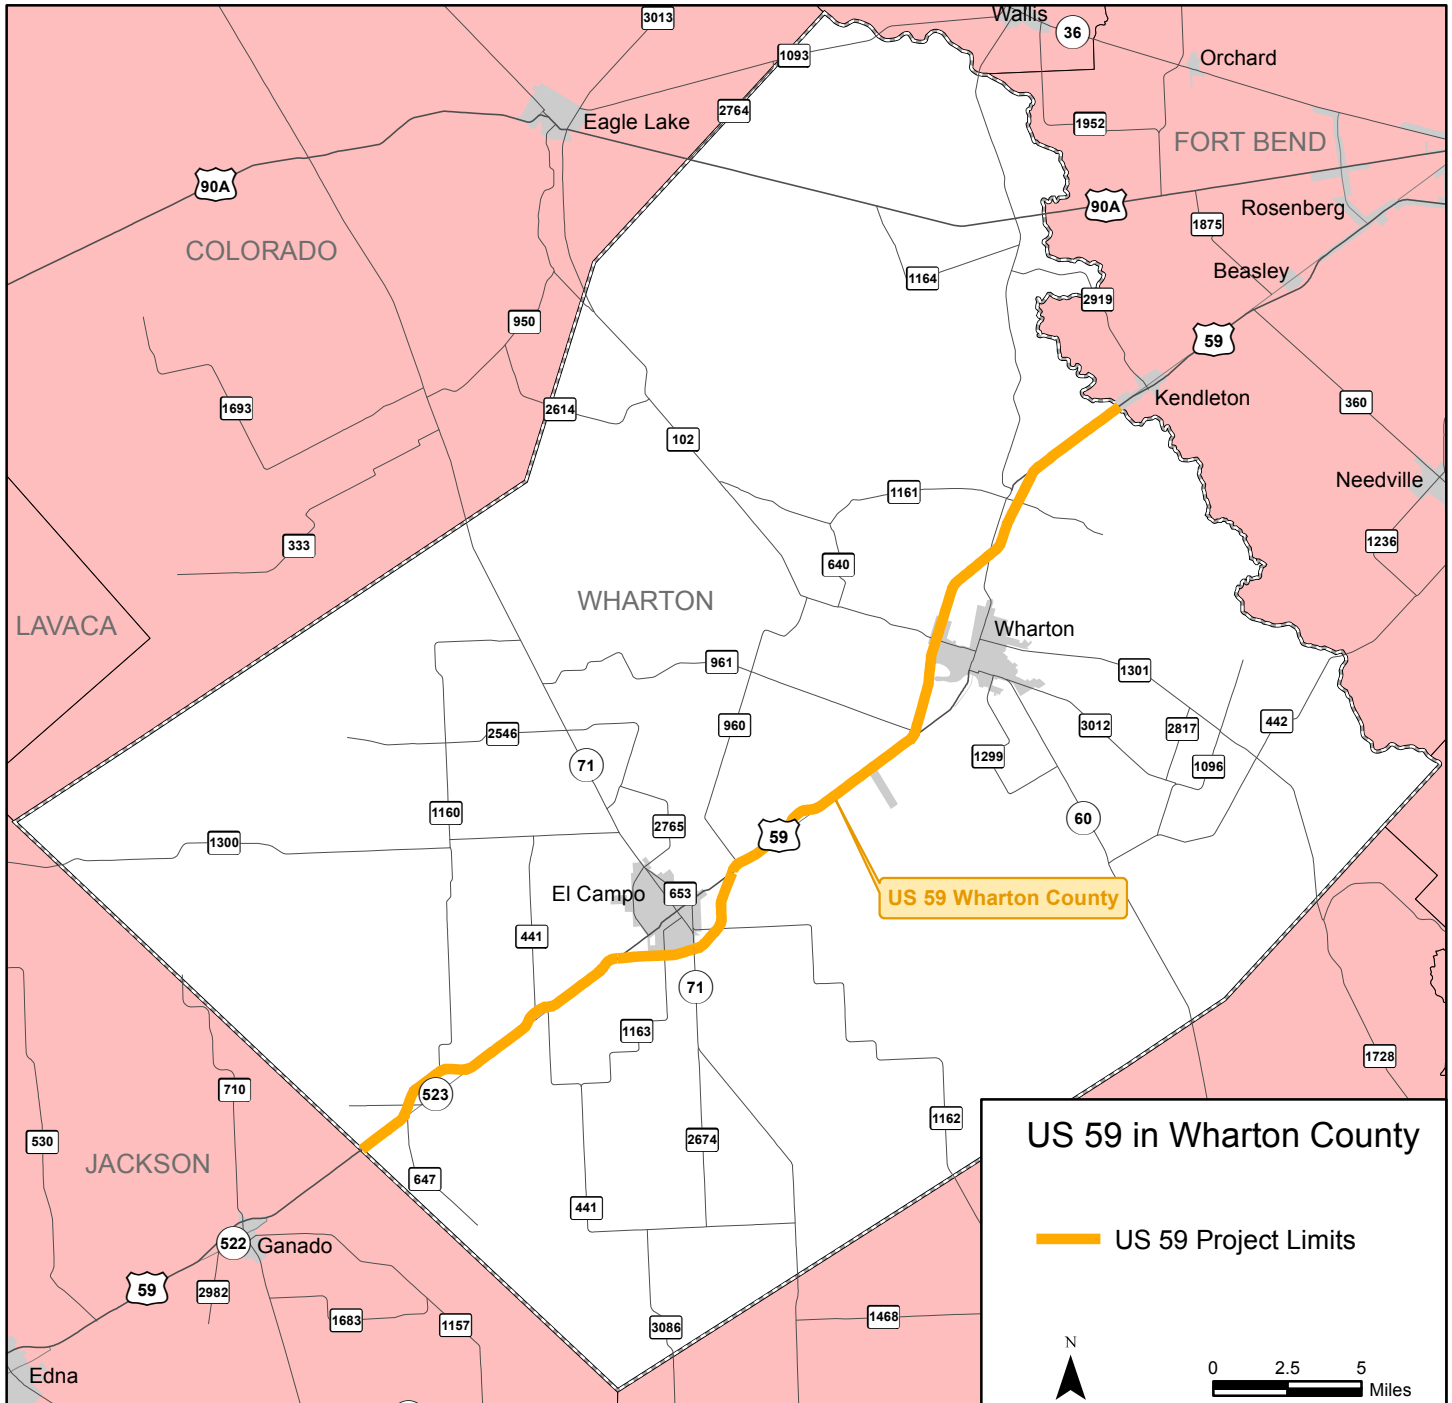 Wallis
3013
36
1093
Orchard
2764
Eagle Lake
1952
FORT BEND
90A
90A
Rosenberg
1875
COLORADO
Beasley
1164
2919
950
59
Kendleton
1693
2614
360
102
Needville
1161
333
1236
640
WHARTON
LAVACA
Wharton
961
1301
960
442
3012
2817
2546
1299
71
1096
1160
60
2765
59
1300
El Campo
653
US 59 Wharton County
441
71
1163
1728
710
523
1162
530
2674
US 59 in Wharton County
JACKSON
647
441
US 59 Project Limits
522
Ganado
59
2982
1683
1157
3086
1468
N
0 2.5 5
Miles
Edna